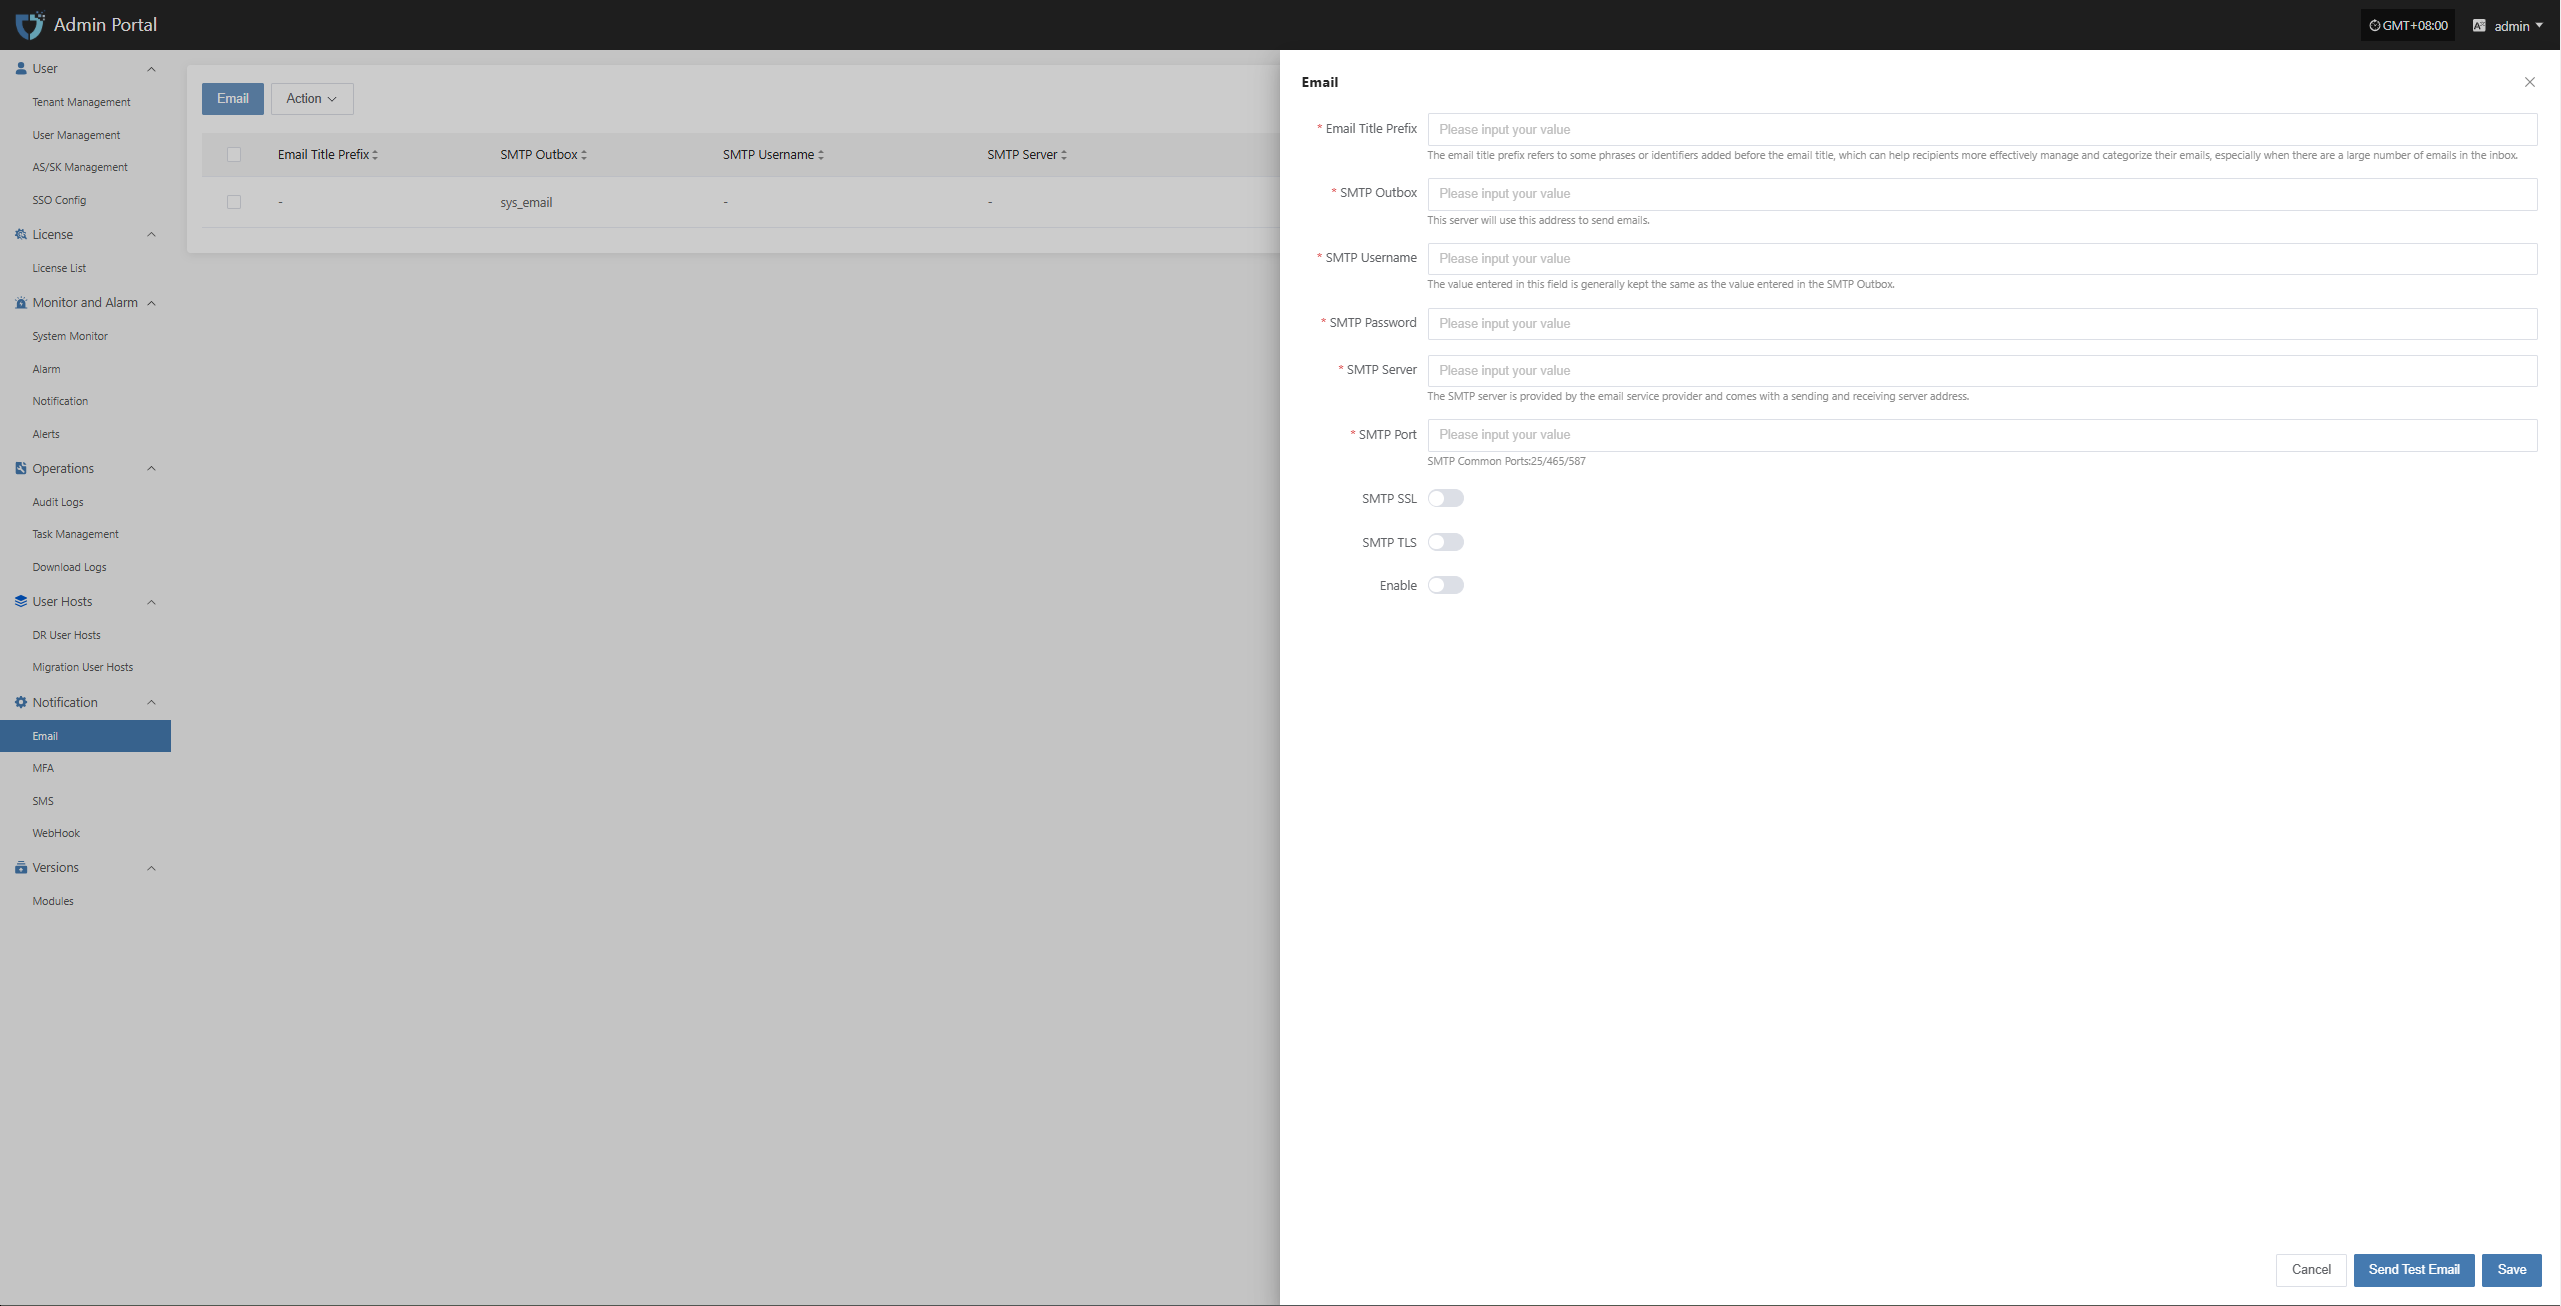 Admin Portal
GMT+08:00
admin
User
Tenant Management
User Management
AS/SK Management
SSO Config
License
License List
Monitor and Alarm
System Monitor
Alarm
Notification
Alerts
Operations
Audit Logs
Task Management
Download Logs
User Hosts
DR User Hosts
Migration User Hosts
Notification
Email
MFA
SMS
WebHook
Versions
Modules
Email Action
Email Title Prefix SMTP Outbox SMTP Username SMTP Server
- sys_email - -
Email
* Email Title Prefix Please input your value
The email title prefix refers to some phrases or identifiers added before the email title, which can help recipients more effectively manage and categorize their emails, especially when there are a large number of emails in the inbox.
* SMTP Outbox Please input your value
This server will use this address to send emails.
* SMTP Username Please input your value
The value entered in this field is generally kept the same as the value entered in the SMTP Outbox.
* SMTP Password Please input your value
* SMTP Server Please input your value
The SMTP server is provided by the email service provider and comes with a sending and receiving server address.
* SMTP Port Please input your value
SMTP Common Ports:25/465/587
SMTP SSL
SMTP TLS
Enable
Cancel Send Test Email Save